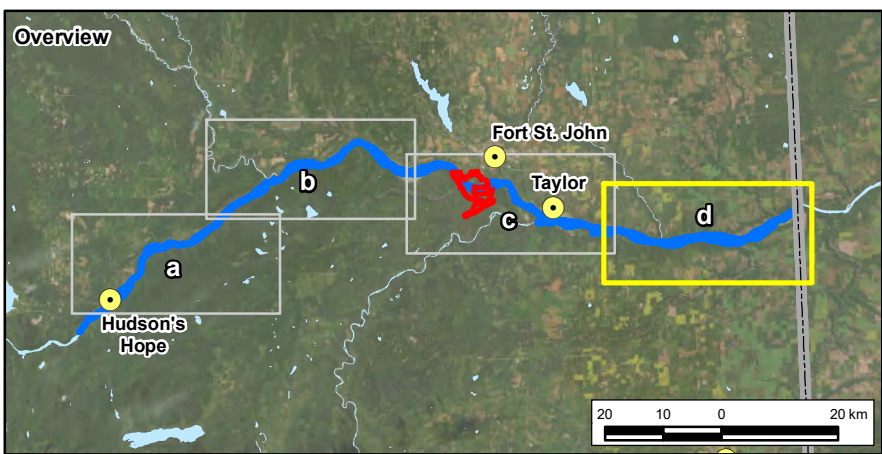 Overview
Fort St. John
Taylor
b
d
c
a
Hudson's
Hope
20 10 0 20 km